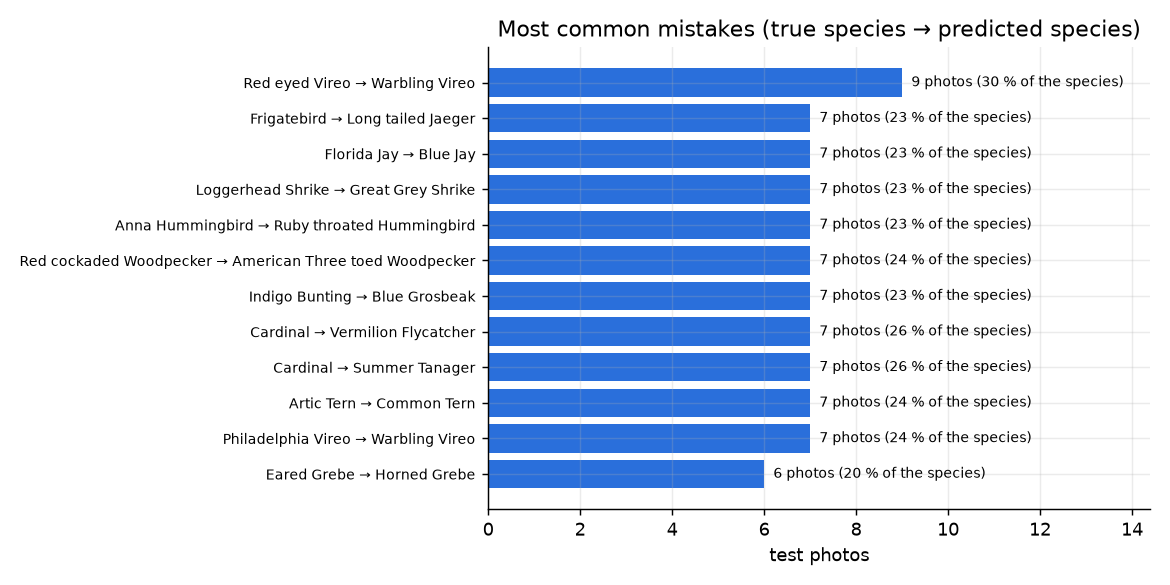 Most common mistakes (true species → predicted species)
Red eyed Vireo → Warbling Vireo 9 photos (30 % of the species)
Frigatebird → Long tailed Jaeger 7 photos (23 % of the species)
Florida Jay → Blue Jay 7 photos (23 % of the species)
Loggerhead Shrike → Great Grey Shrike 7 photos (23 % of the species)
Anna Hummingbird → Ruby throated Hummingbird 7 photos (23 % of the species)
Red cockaded Woodpecker → American Three toed Woodpecker 7 photos (24 % of the species)
Indigo Bunting → Blue Grosbeak 7 photos (23 % of the species)
Cardinal → Vermilion Flycatcher 7 photos (26 % of the species)
Cardinal → Summer Tanager 7 photos (26 % of the species)
Artic Tern → Common Tern 7 photos (24 % of the species)
Philadelphia Vireo → Warbling Vireo 7 photos (24 % of the species)
Eared Grebe → Horned Grebe 6 photos (20 % of the species)
0 2 4 6 8 10 12 14
test photos